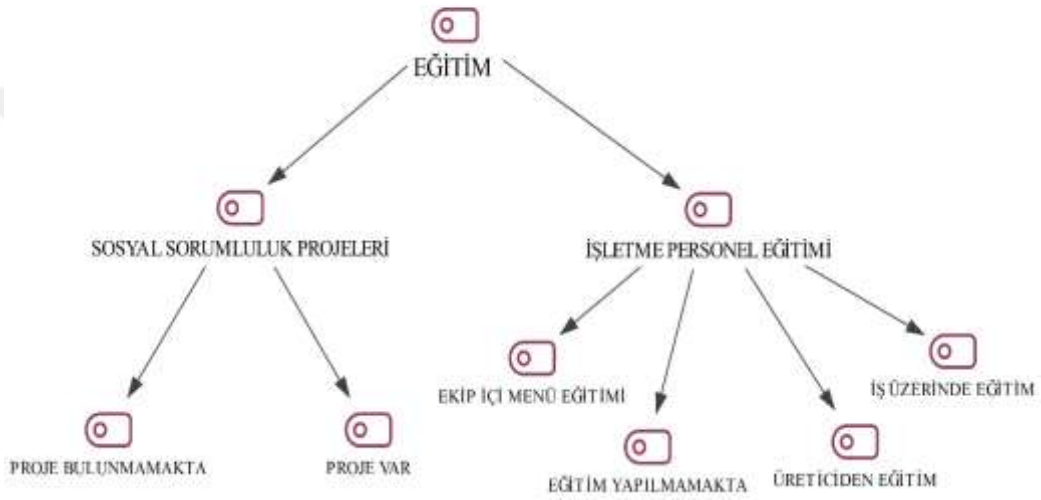 EĞİTİM
SOSYAL SORUMLULUK PROJELERİ
İŞLETME PERSONEL EĞİTİMİ
EKİP İÇİ MENÜ EĞİTİMİ
İŞ ÜZERİNDE EĞİTİM
PROJE BULUNMAMAKTA
PROJE VAR
EĞİTİM YAPILMAMAKTA
ÜRETİCİDEN EĞİTİM